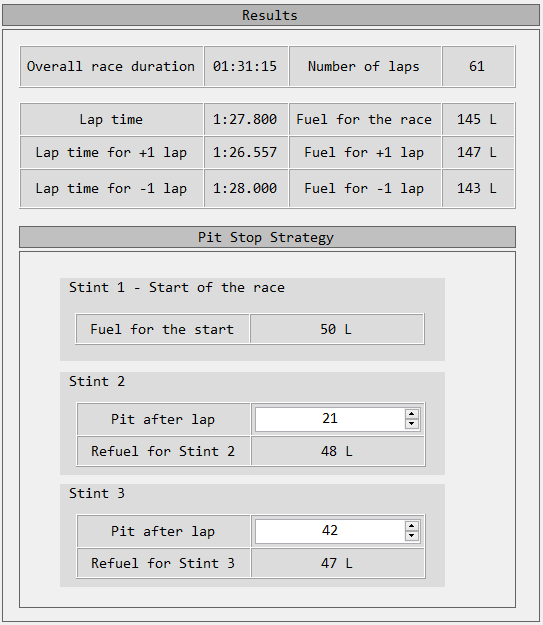 Results
Overall race duration 01:31:15 Number of laps 61
Lap time 1:27.800 Fuel for the race 145 L
Lap time for +1 lap 1:26.557 Fuel for +1 lap 147 L
Lap time for -1 lap 1:28.000 Fuel for -1 lap 143 L
Pit Stop Strategy
Stint 1 - Start of the race
Fuel for the start 50 L
Stint 2
Pit after lap 21
Refuel for Stint 2 48 L
Stint 3
Pit after lap 42
Refuel for Stint 3 47 L